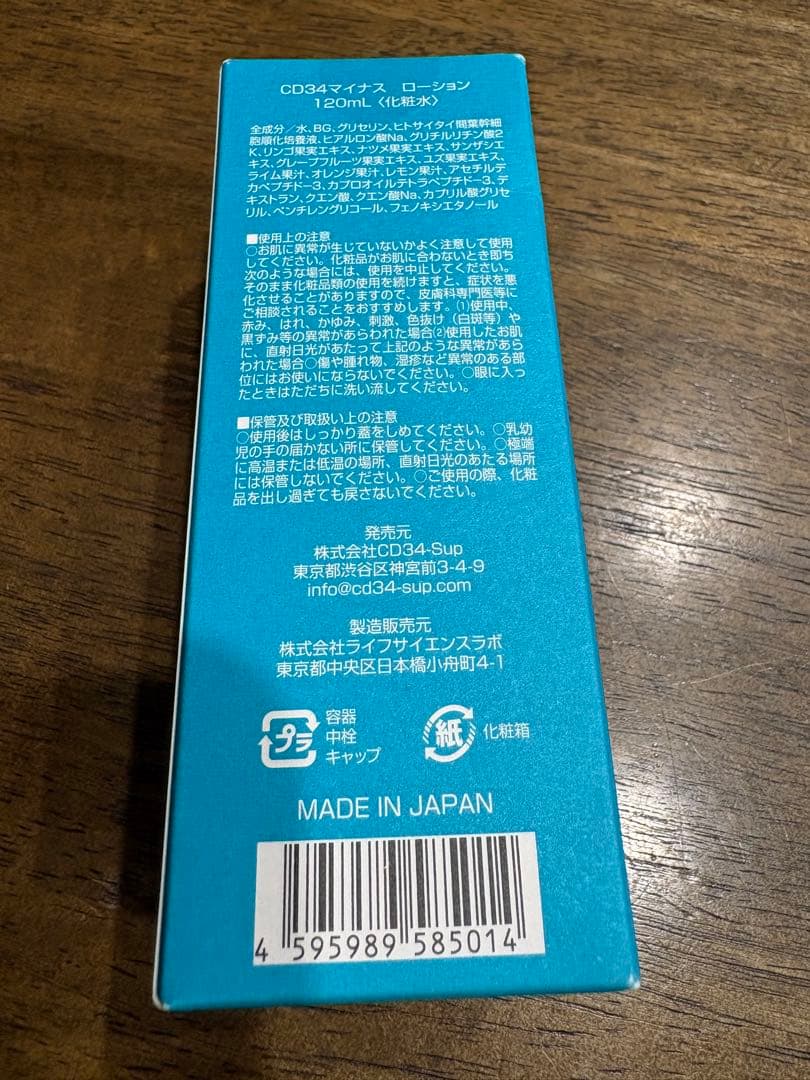 CD34マイナス ローション
120mL〈化粧水〉
全成分／水、BG、グリセリン、ヒトサイタイ間葉幹細
胞順化培養液、ヒアルロン酸Na、グリチルリチン酸2
K、リンゴ果実エキス、ナツメ果実エキス、サンザシエ
キス、グレープフルーツ果実エキス、ユズ果実エキス、
ライム果汁、オレンジ果汁、レモン果汁、アセチルデ
カペプチド-3、カプロオイルテトラペプチド-3、デ
キストラン、クエン酸、クエン酸Na、カプリル酸グリセ
リル、ペンチレングリコール、フェノキシエタノール
■使用上の注意
○お肌に異常が生じていないかよく注意して使用
してください。化粧品がお肌に合わないとき即ち
次のような場合には、使用を中止してください。
そのまま化粧品類の使用を続けますと、症状を悪
化させることがありますので、皮膚科専門医等に
ご相談されることをおすすめします。(1)使用中、
赤み、はれ、かゆみ、刺激、色抜け（白斑等）や
黒ずみ等の異常があらわれた場合(2)使用したお肌
に、直射日光があたって上記のような異常があら
われた場合○傷や腫れ物、湿疹など異常のある部
位にはお使いにならないでください。○眼に入っ
たときはただちに洗い流してください。
■保管及び取扱い上の注意
○使用後はしっかり蓋をしめてください。○乳幼
児の手の届かない所に保管してください。○極端
に高温または低温の場所、直射日光のあたる場所
には保管しないでください。○ご使用の際、化粧
品を出し過ぎても戻さないでください。
発売元
株式会社CD34-Sup
東京都渋谷区神宮前3-4-9
info@cd34-sup.com
製造販売元
株式会社ライフサイエンスラボ
東京都中央区日本橋小舟町4-1
プラ
容器
中栓
キャップ
紙
化粧箱
MADE IN JAPAN
4 595989 585014